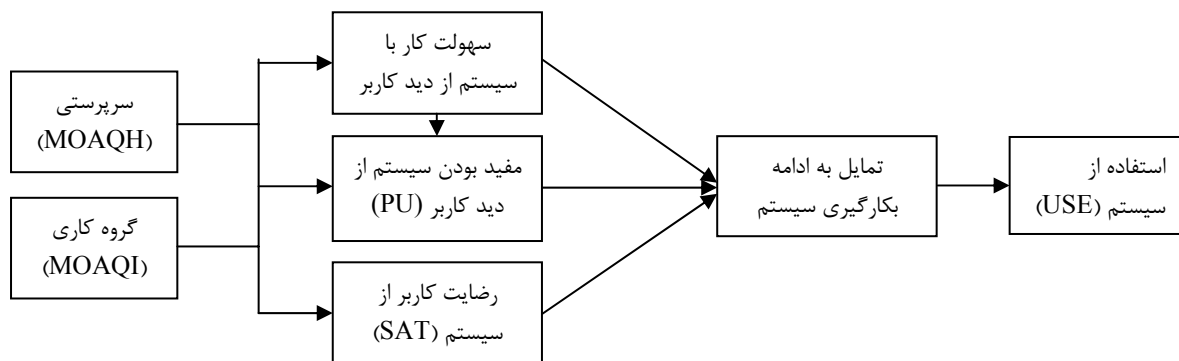 سرپرستی
(MOAQH)
گروه کاری
(MOAQI)
سهولت کار با
سیستم از دید کاربر
مفید بودن سیستم از
دید کاربر (PU)
رضایت کاربر از
سیستم (SAT)
تمایل به ادامه
بکارگیری سیستم
استفاده از
سیستم (USE)